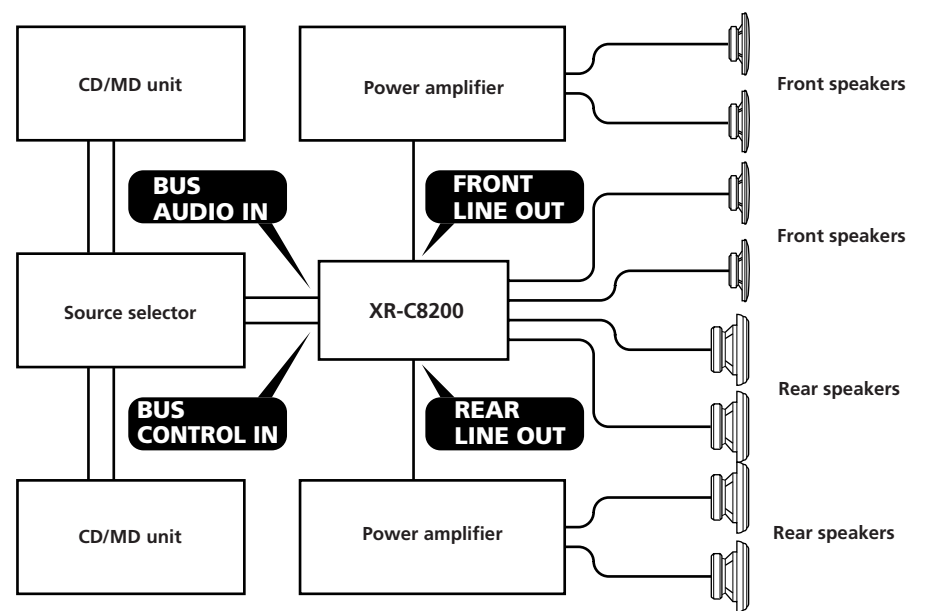 CD/MD unit
Power amplifier
Front speakers
BUS
AUDIO IN
FRONT
LINE OUT
Front speakers
Source selector
XR-C8200
Rear speakers
BUS
CONTROL IN
REAR
LINE OUT
CD/MD unit
Power amplifier
Rear speakers